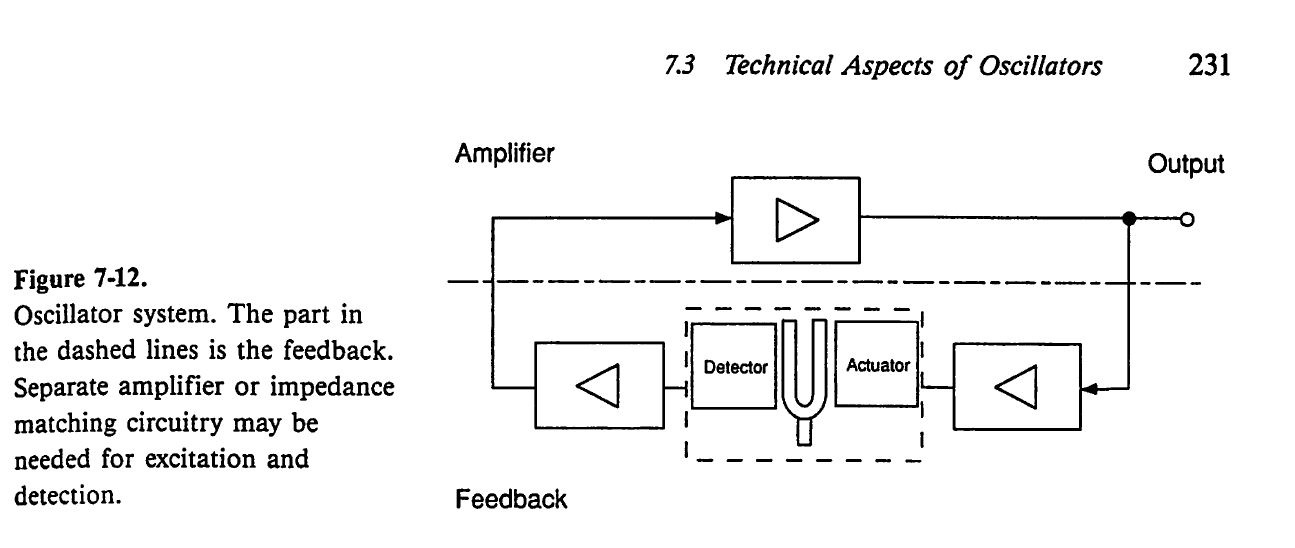 7.3 Technical Aspects of Oscillators 231
Amplifier
Output
Figure 7-12.
Oscillator system. The part in
the dashed lines is the feedback.
Separate amplifier or impedance
matching circuitry may be
needed for excitation and
detection.
Detector
Actuator
Feedback